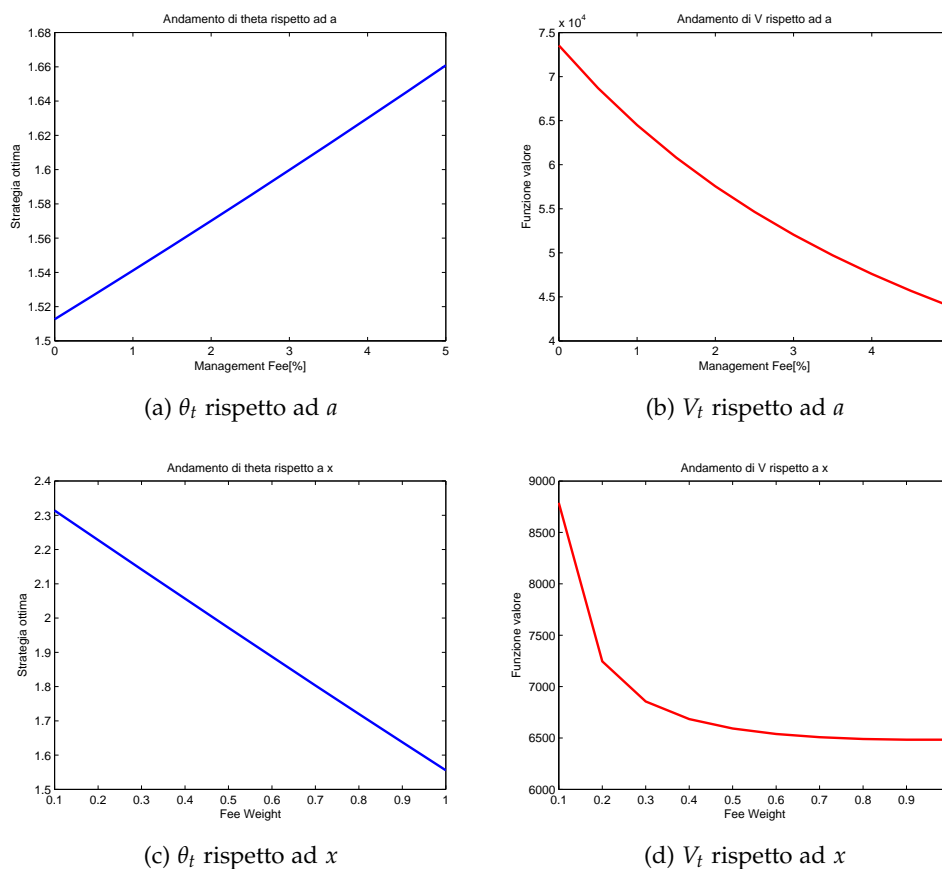 Andamento di theta rispetto ad a
Strategia ottima
1.68
1.66
1.64
1.62
1.6
1.58
1.56
1.54
1.52
1.5
0 1 2 3 4 5
Management Fee[%]
(a) θt rispetto ad a
Andamento di V rispetto ad a
x 10^4
Funzione valore
7.5
7
6.5
6
5.5
5
4.5
4
0 1 2 3 4
Management Fee[%]
(b) Vt rispetto ad a
Andamento di theta rispetto a x
Strategia ottima
2.4
2.3
2.2
2.1
2
1.9
1.8
1.7
1.6
1.5
0.1 0.2 0.3 0.4 0.5 0.6 0.7 0.8 0.9 1
Fee Weight
(c) θt rispetto ad x
Andamento di V rispetto a x
Funzione valore
9000
8500
8000
7500
7000
6500
6000
0.1 0.2 0.3 0.4 0.5 0.6 0.7 0.8 0.9
Fee Weight
(d) Vt rispetto ad x